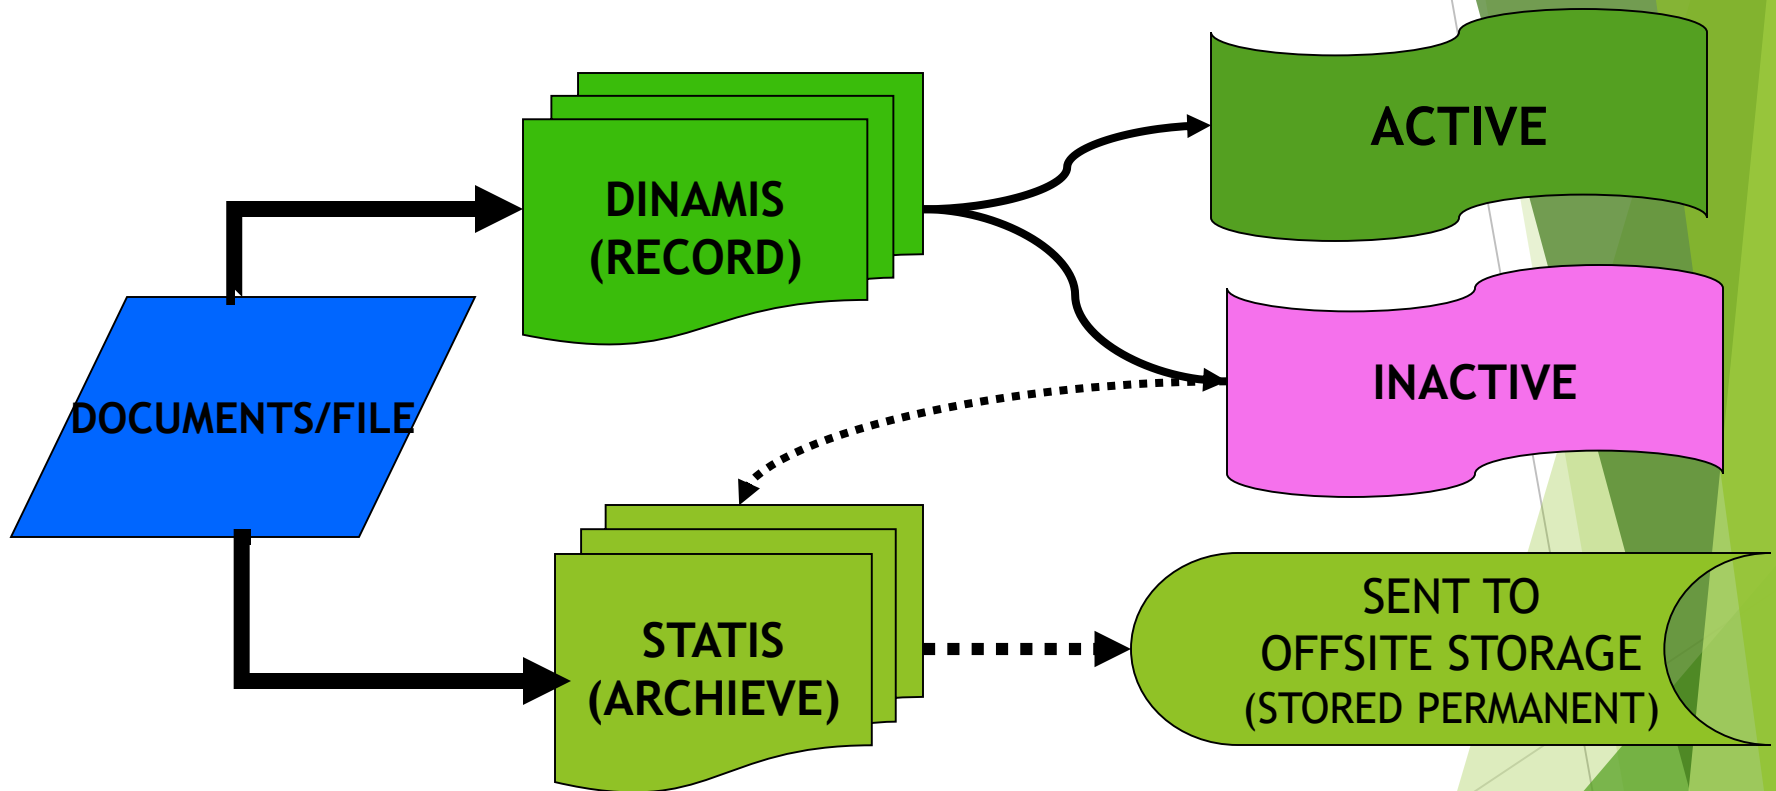 DINAMIS
(RECORD)
ACTIVE
INACTIVE
DOCUMENTS/FILE
STATIS
(ARCHIEVE)
SENT TO
OFFSITE STORAGE
(STORED PERMANENT)